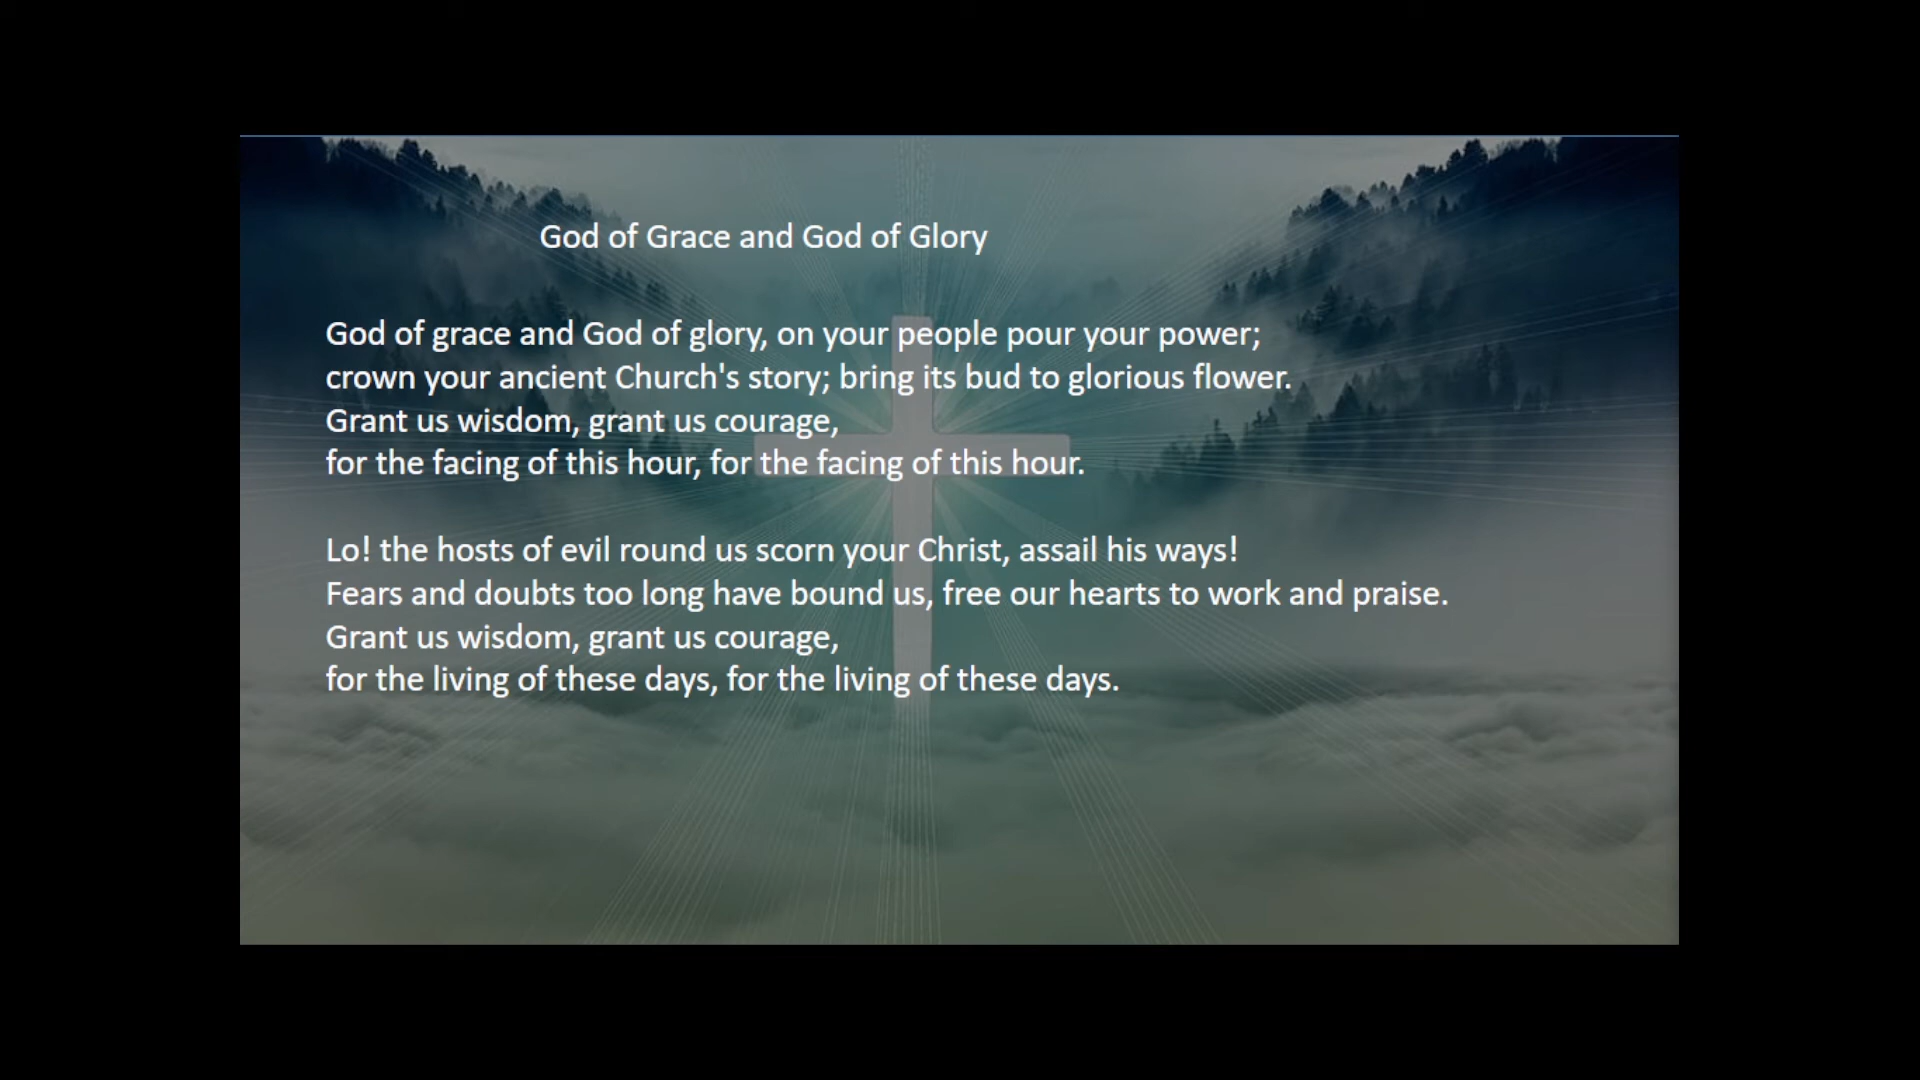 God of Grace and God of Glory
God of grace and God of glory, on your people pour your power;
crown your ancient Church's story; bring its bud to glorious flower.
Grant us wisdom, grant us courage,
for the facing of this hour, for the facing of this hour.
Lo! the hosts of evil round us scorn your Christ, assail his ways!
Fears and doubts too long have bound us, free our hearts to work and praise.
Grant us wisdom, grant us courage,
for the living of these days, for the living of these days.